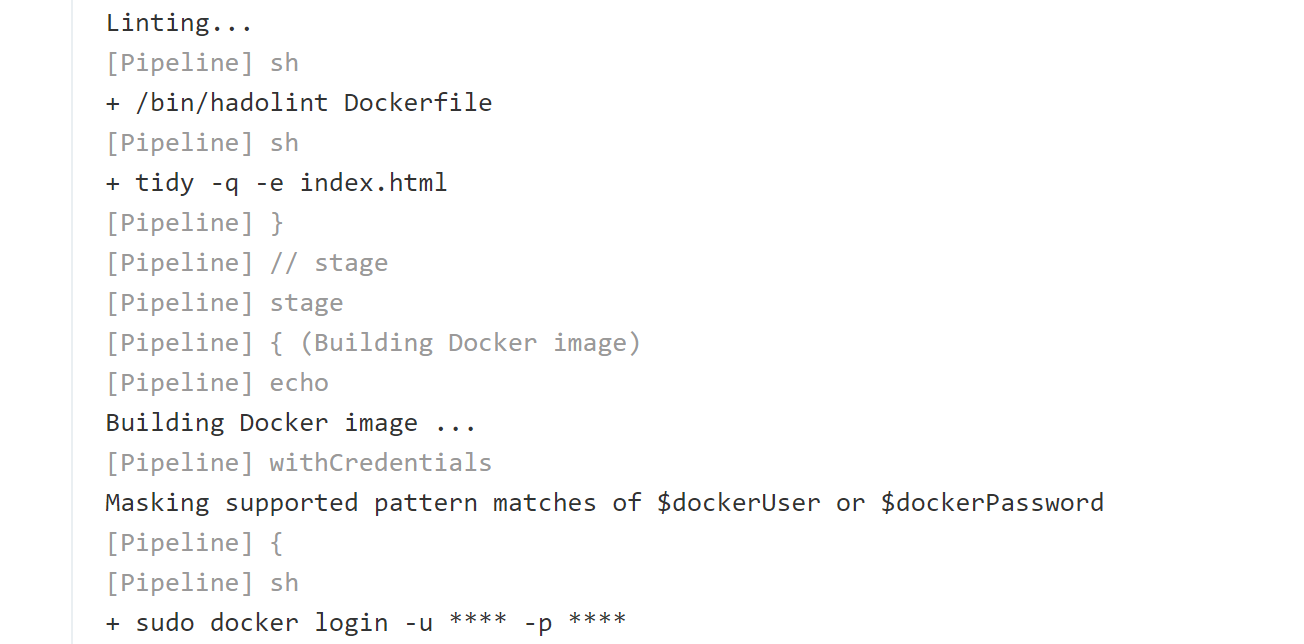 Linting...
[Pipeline] sh
+ /bin/hadolint Dockerfile
[Pipeline] sh
+ tidy -q -e index.html
[Pipeline] }
[Pipeline] // stage
[Pipeline] stage
[Pipeline] { (Building Docker image)
[Pipeline] echo
Building Docker image ...
[Pipeline] withCredentials
Masking supported pattern matches of $dockerUser or $dockerPassword
[Pipeline] {
[Pipeline] sh
+ sudo docker login -u **** -p ****